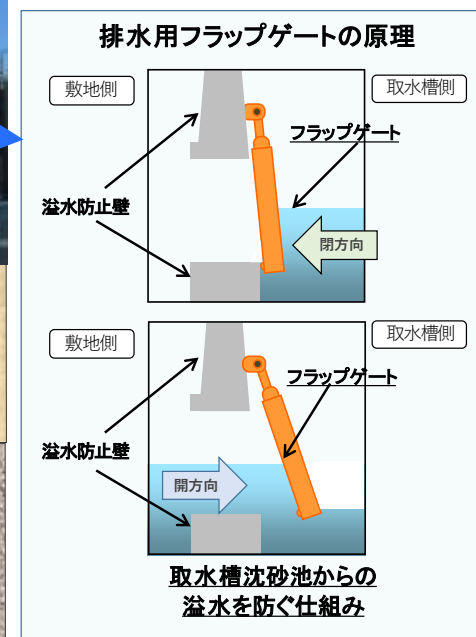 排水用フラップゲートの原理
敷地側
取水槽側
フラップゲート
溢水防止壁
閉方向
敷地側
取水槽側
フラップゲート
溢水防止壁
開方向
取水槽沈砂池からの
溢水を防ぐ仕組み